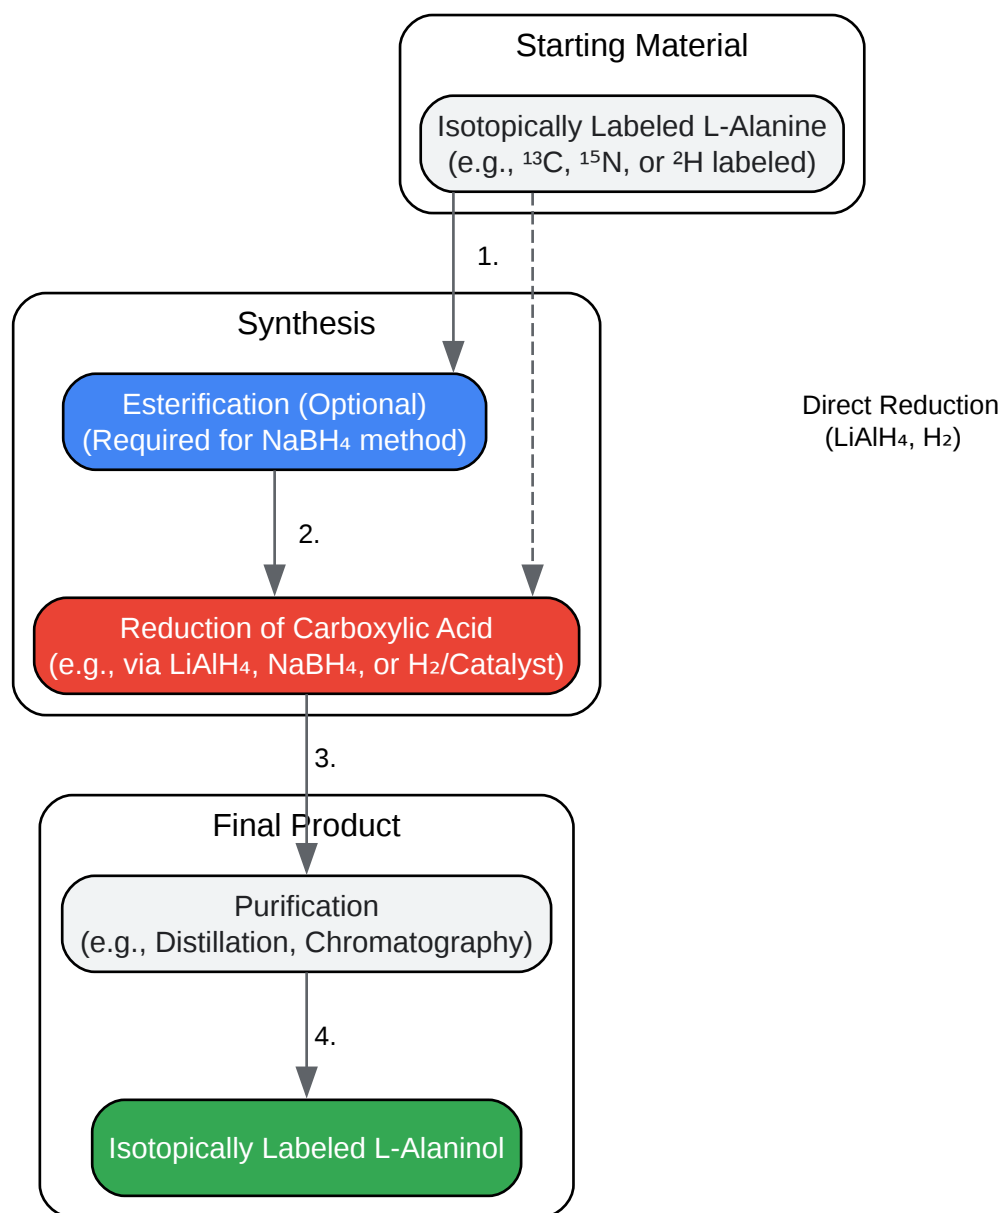 Starting Material
Isotopically Labeled L-Alanine
(e.g., ¹³C, ¹⁵N, or ²H labeled)
1.
Synthesis
Esterification (Optional)
(Required for NaBH₄ method)
Direct Reduction
(LiAlH₄, H₂)
2.
Reduction of Carboxylic Acid
(e.g., via LiAlH₄, NaBH₄, or H₂/Catalyst)
3.
Final Product
Purification
(e.g., Distillation, Chromatography)
4.
Isotopically Labeled L-Alaninol